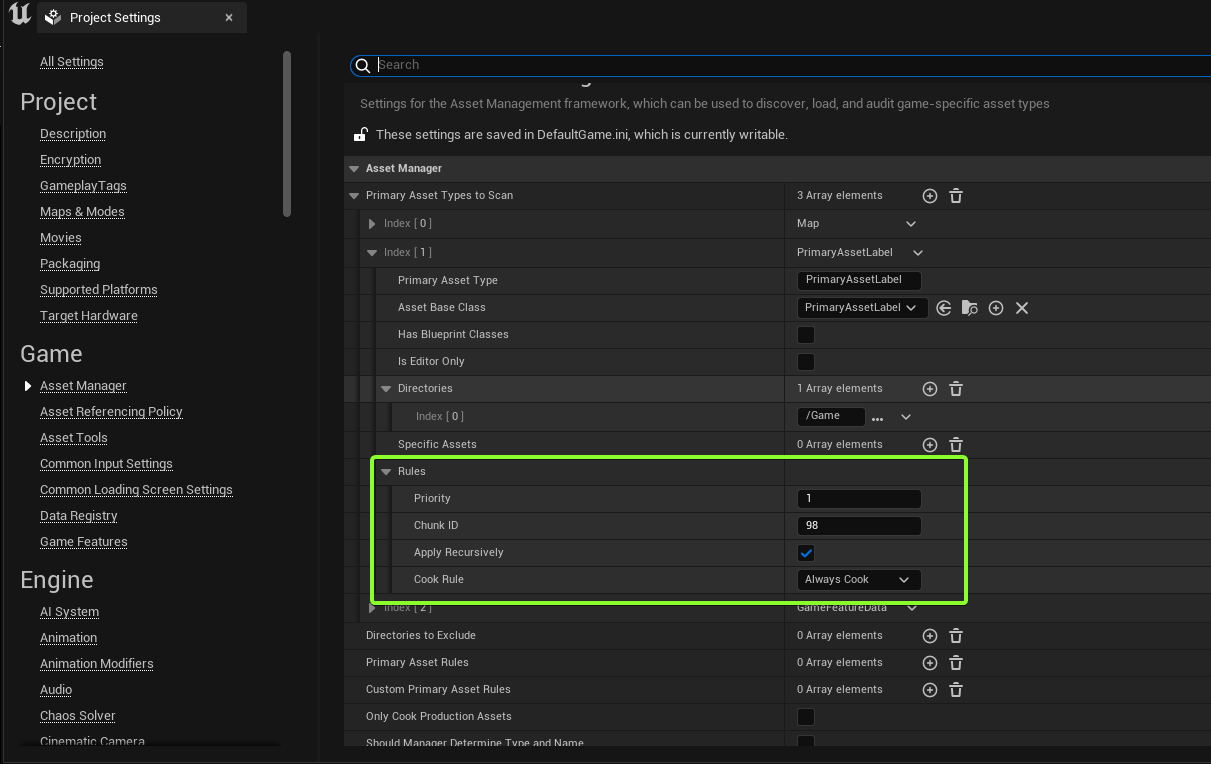 Project Settings
All Settings
Project
Description
Encryption
GameplayTags
Maps & Modes
Movies
Packaging
Supported Platforms
Target Hardware
Game
Asset Manager
Asset Referencing Policy
Asset Tools
Common Input Settings
Common Loading Screen Settings
Data Registry
Game Features
Engine
AI System
Animation
Animation Modifiers
Audio
Chaos Solver
Cinematic Camera
Search
Settings for the Asset Management framework, which can be used to discover, load, and audit game-specific asset types
These settings are saved in DefaultGame.ini, which is currently writable.
Asset Manager
Primary Asset Types to Scan 3 Array elements
Index [ 0 ] Map
Index [ 1 ] PrimaryAssetLabel
Primary Asset Type PrimaryAssetLabel
Asset Base Class PrimaryAssetLabel
Has Blueprint Classes
Is Editor Only
Directories 1 Array elements
Index [ 0 ] /Game ...
Specific Assets 0 Array elements
Rules
Priority 1
Chunk ID 98
Apply Recursively
Cook Rule Always Cook
Index [ 2 ] GameFeatureData
Directories to Exclude 0 Array elements
Primary Asset Rules 0 Array elements
Custom Primary Asset Rules 0 Array elements
Only Cook Production Assets
Should Manager Determine Type and Name